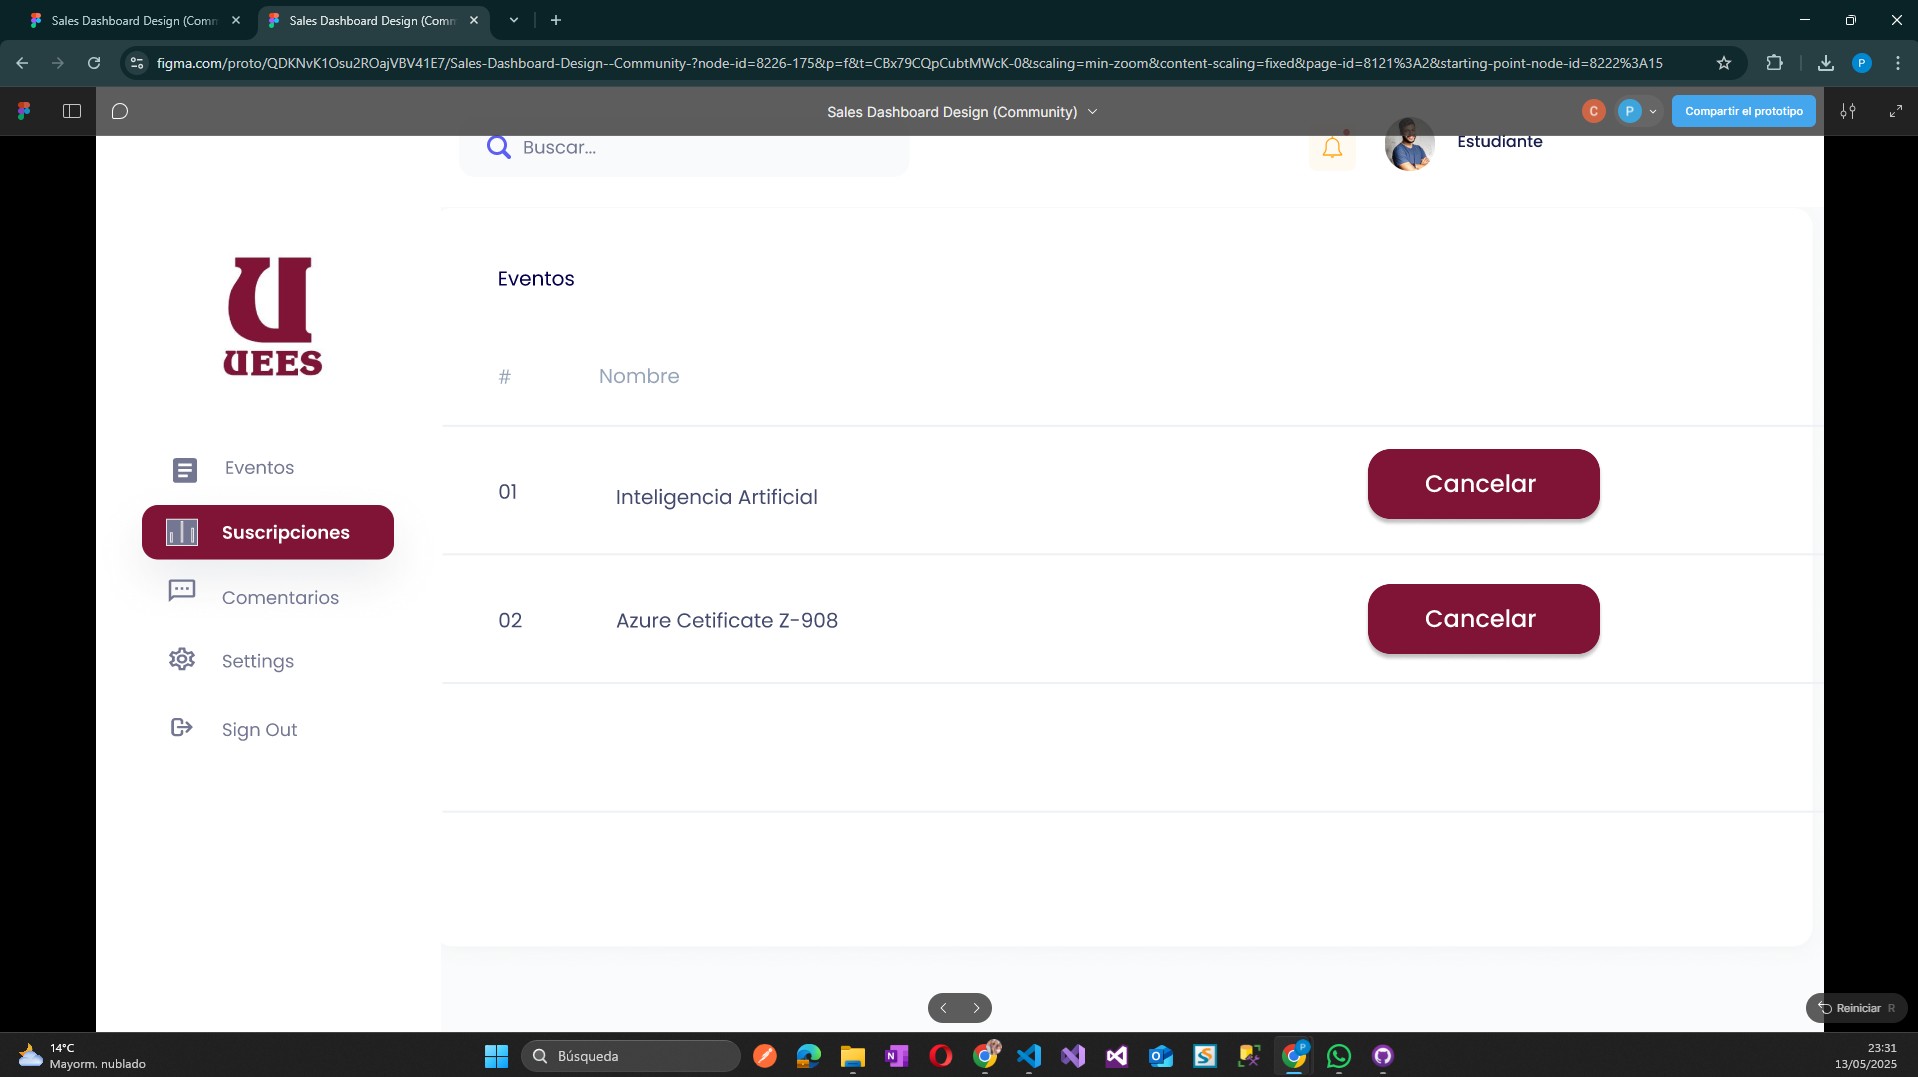 Sales Dashboard Design (Comm
Sales Dashboard Design (Comm
figma.com/proto/QDKNvK1Osu2ROajVBV41E7/Sales-Dashboard-Design--Community-?node-id=8226-175&p=f&t=CBx79CQpCubtMWcK-0&scaling=min-zoom&content-scaling=fixed&page-id=8121%3A2&starting-point-node-id=8222%3A15
P
Sales Dashboard Design (Community)
C
P
Compartir el prototipo
Buscar...
Estudiante
U
UEES
Eventos
# Nombre
Eventos
Suscripciones
Comentarios
Settings
Sign Out
01 Inteligencia Artificial Cancelar
02 Azure Cetificate Z-908 Cancelar
Reiniciar R
14°C
Mayorm. nublado
Búsqueda
23:31
13/05/2025